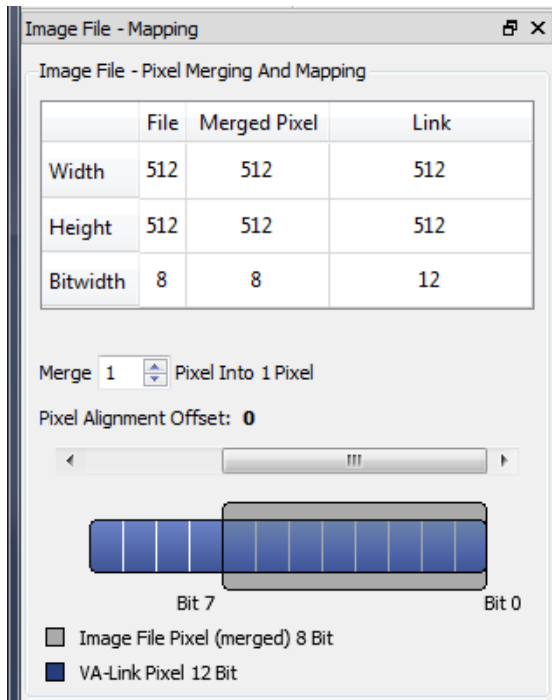 Image File - Mapping
Image File - Pixel Merging And Mapping
File Merged Pixel Link
Width 512 512 512
Height 512 512 512
Bitwidth 8 8 12
Merge 1 Pixel Into 1 Pixel
Pixel Alignment Offset: 0
Bit 7 Bit 0
Image File Pixel (merged) 8 Bit
VA-Link Pixel 12 Bit